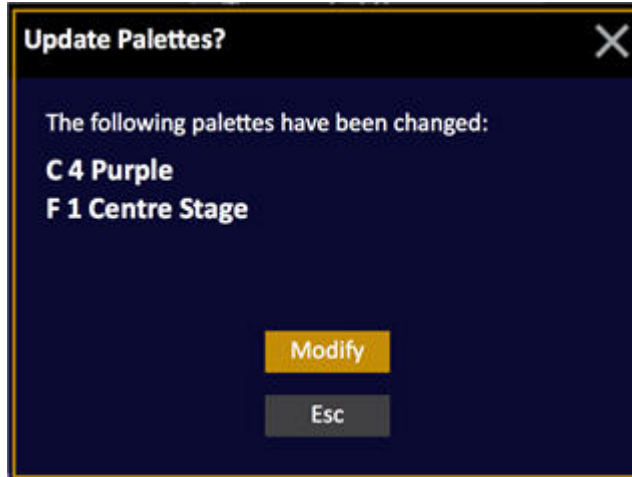 Update Palettes?
The following palettes have been changed:
C 4 Purple
F 1 Centre Stage
Modify
Esc